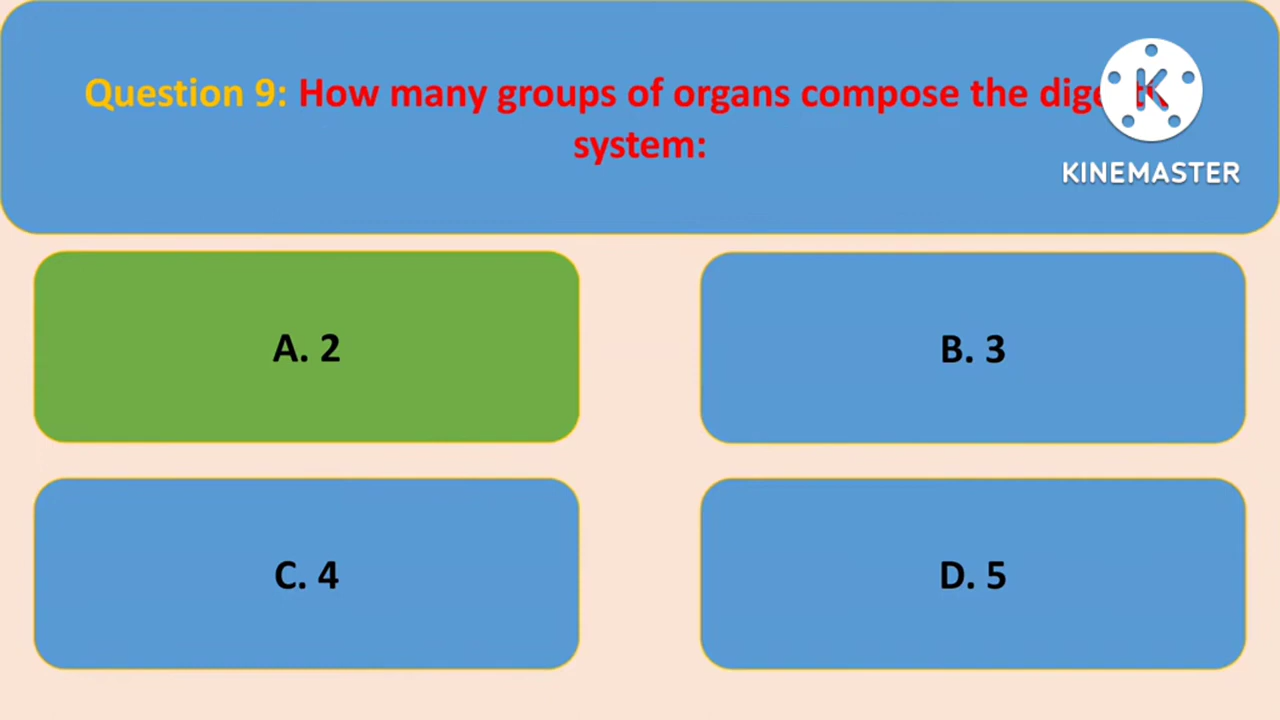 Question 9: How many groups of organs compose the
system:
K
KINEMASTER
A. 2
B. 3
C. 4
D. 5